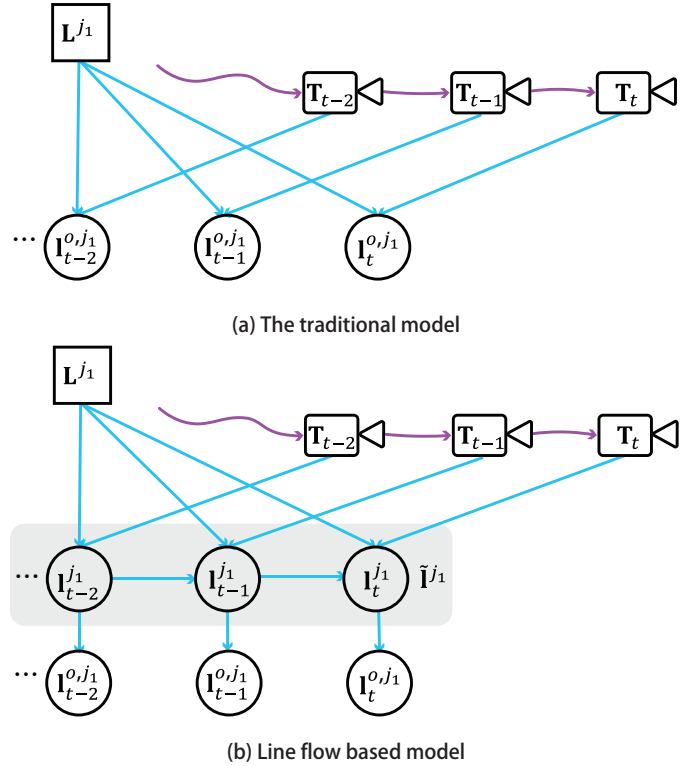 𝐋^{j_1}
𝐓_{t−2} 𝐓_{t−1} 𝐓_t
… 𝐥_{t−2}^{o,j_1} 𝐥_{t−1}^{o,j_1} 𝐥_t^{o,j_1}
(a) The traditional model
𝐋^{j_1}
𝐓_{t−2} 𝐓_{t−1} 𝐓_t
… 𝐥_{t−2}^{j_1} 𝐥_{t−1}^{j_1} 𝐥_t^{j_1} 𝐥̃^{j_1}
… 𝐥_{t−2}^{o,j_1} 𝐥_{t−1}^{o,j_1} 𝐥_t^{o,j_1}
(b) Line flow based model